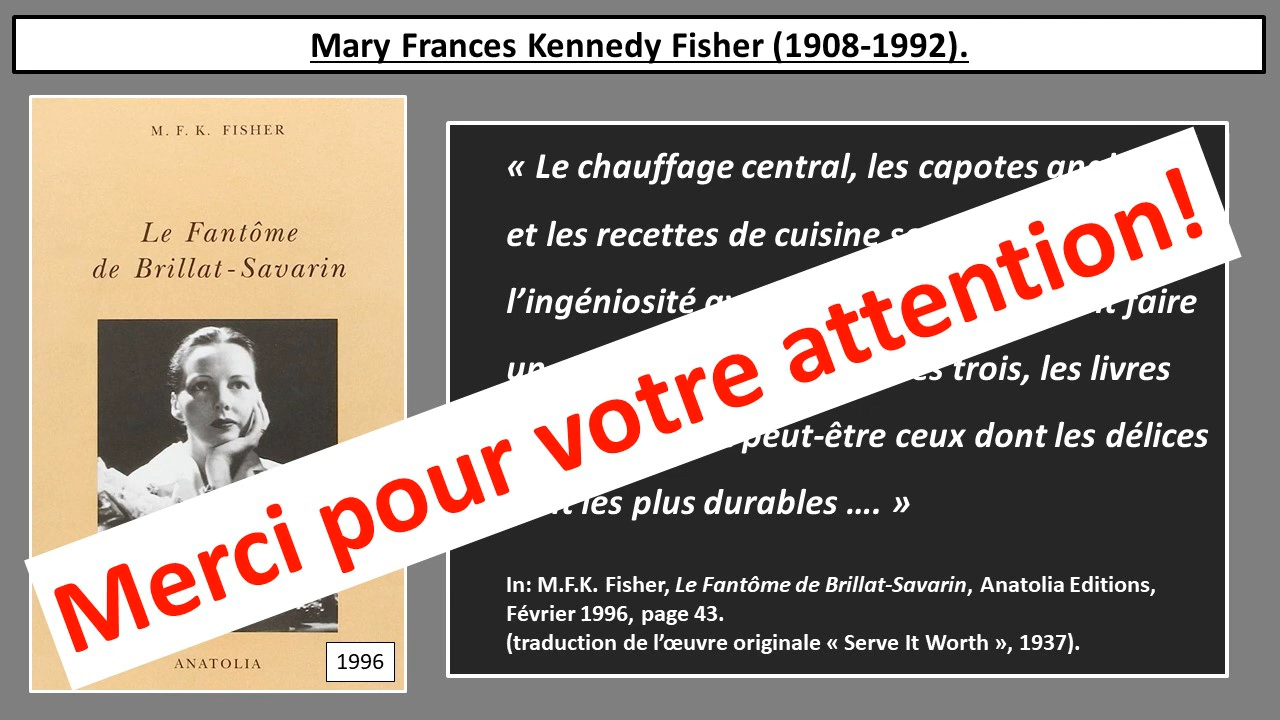 Mary Frances Kennedy Fisher (1908-1992).
M. F. K. FISHER
Le Fantôme
de Brillat-Savarin
ANATOLIA
1996
« Le chauffage central, les capotes
et les recettes de cuisine
l’ingéniosité faire
trois, les livres
peut-être ceux dont les délices
les plus durables …. »
In: M.F.K. Fisher, Le Fantôme de Brillat-Savarin, Anatolia Editions,
Février 1996, page 43.
(traduction de l’œuvre originale « Serve It Worth », 1937).
Merci pour votre attention!